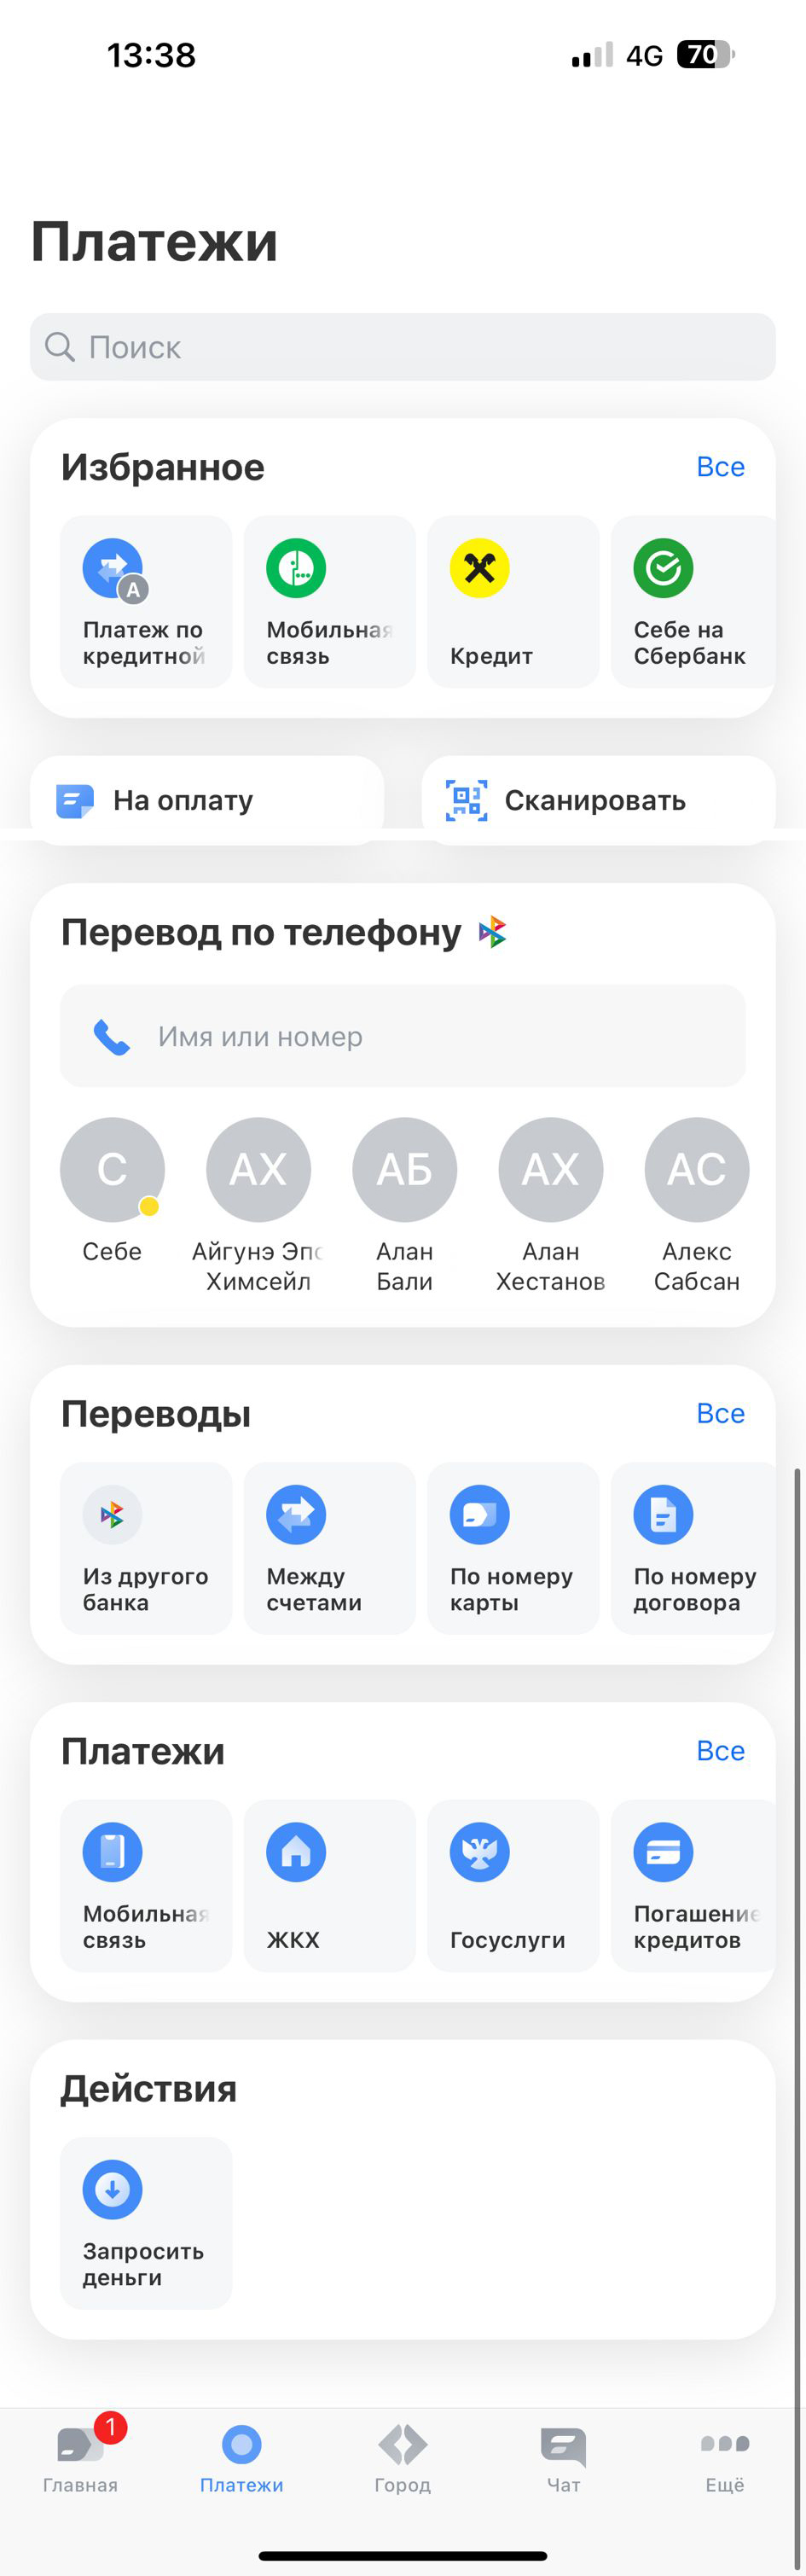 13:38
4G
70
Платежи
Поиск
Избранное
Все
А
Платеж по
кредитной
Мобильная
связь
Кредит
Себе на
Сбербанк
На оплату
Сканировать
Перевод по телефону
Имя или номер
С
АХ
АБ
АХ
АС
Себе
Айгунэ Эпо
Химсейл
Алан
Бали
Алан
Хестанов
Алекс
Сабсан
Переводы
Все
Из другого
банка
Между
счетами
По номеру
карты
По номеру
договора
Платежи
Все
Мобильная
связь
ЖКХ
Госуслуги
Погашение
кредитов
Действия
Запросить
деньги
1
Главная
Платежи
Город
Чат
Ещё